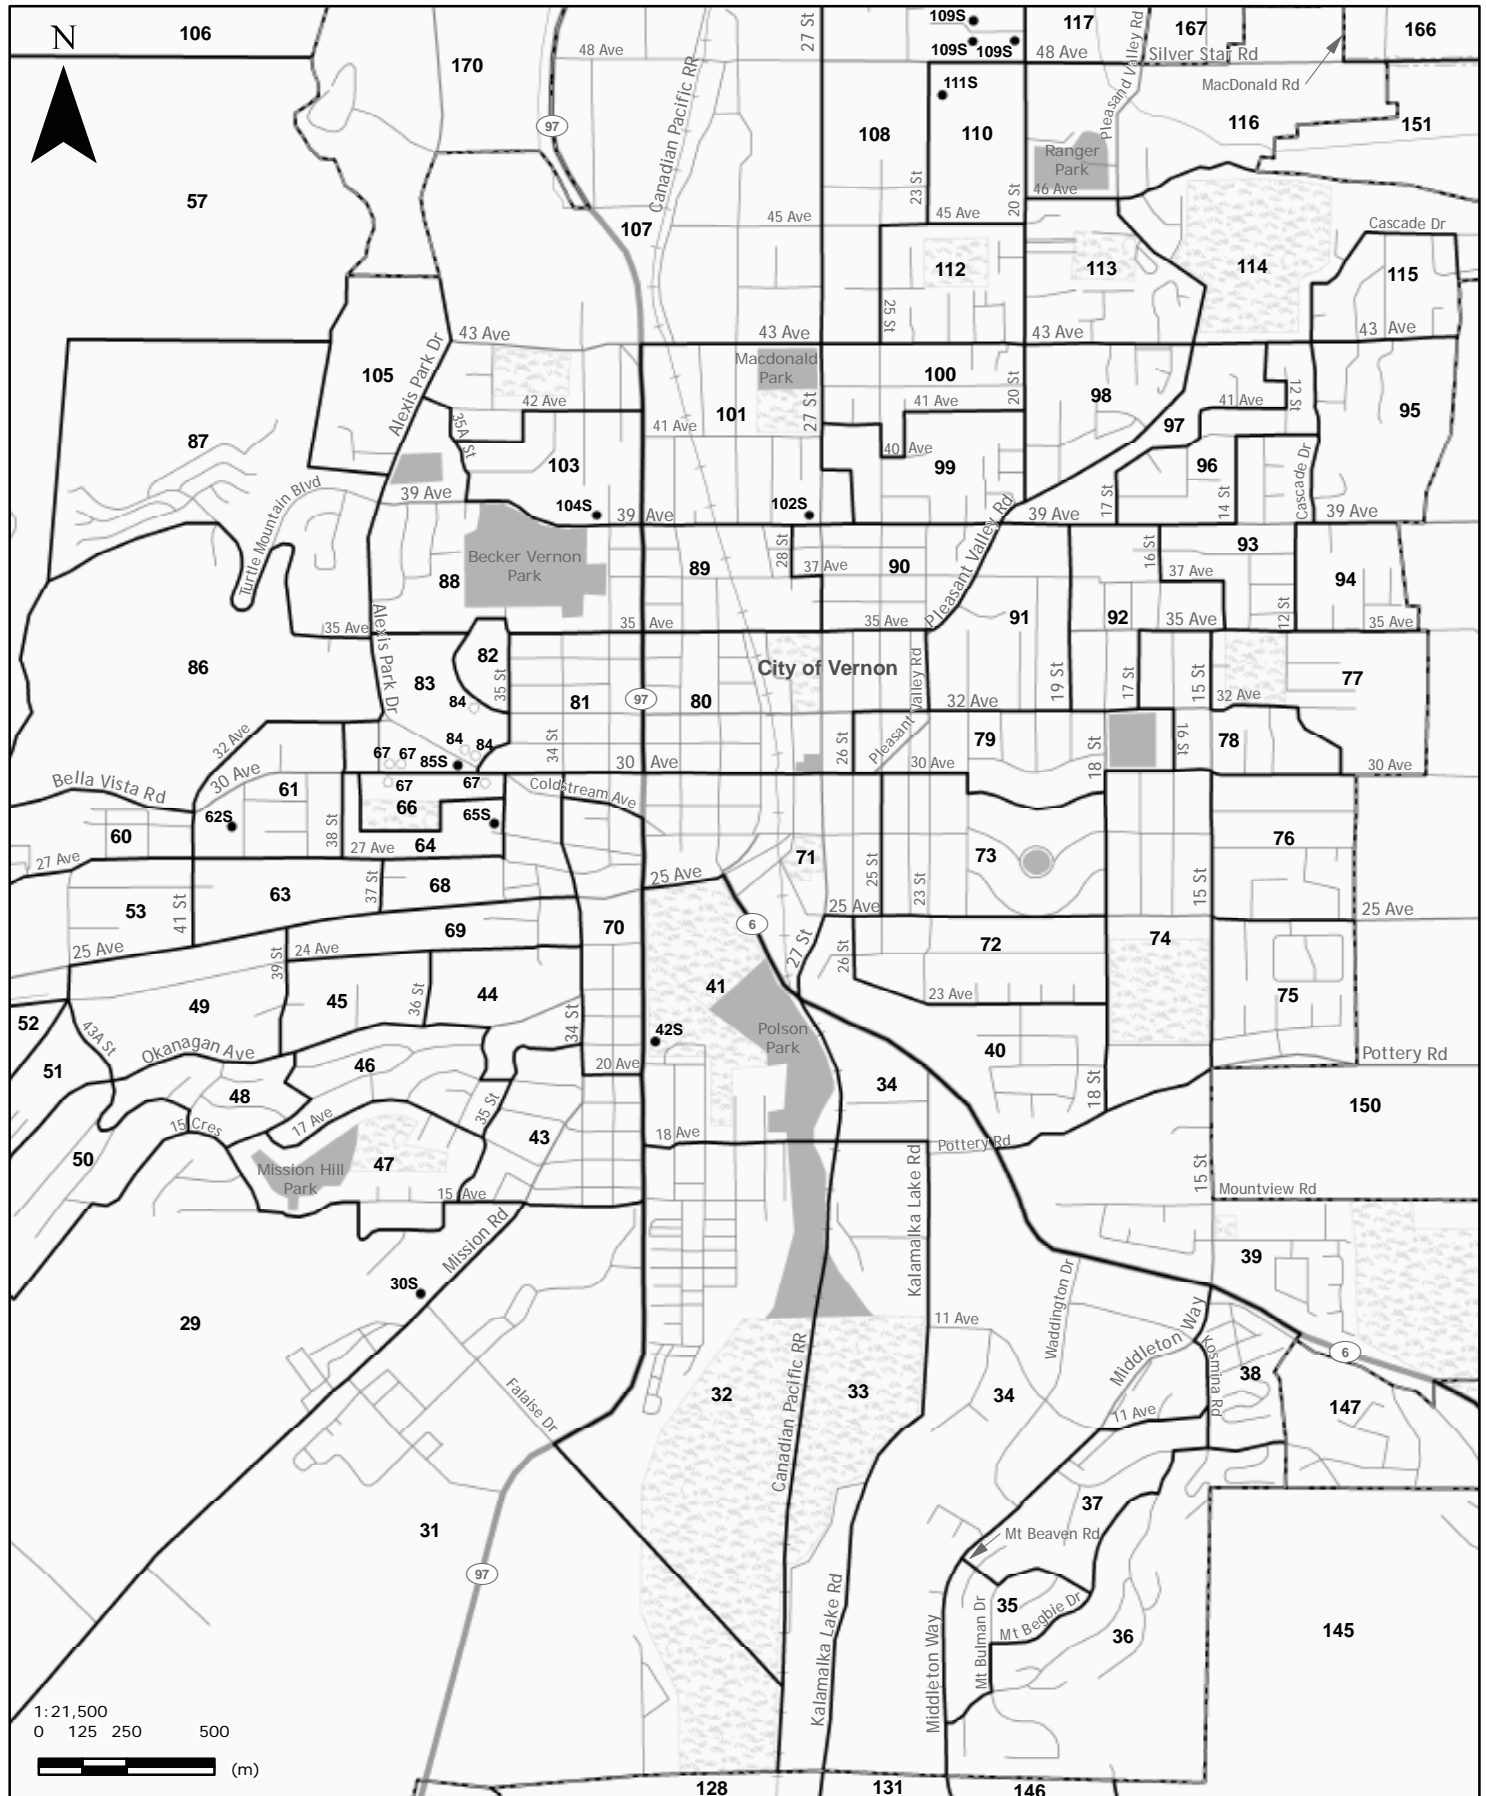 106
N
170
48 Ave
27 St
109S
109S
109S
117
167
166
Pleasand Valley Rd
48 Ave
Silver Star Rd
MacDonald Rd
97
Canadian Pacific RR
111S
108
110
116
151
Ranger
Park
46 Ave
57
23 St
20 St
107
45 Ave
45 Ave
Cascade Dr
112
113
114
115
25 St
43 Ave
43 Ave
43 Ave
43 Ave
Alexis Park Dr
Macdonald
Park
105
100
20 St
98
42 Ave
27 St
41 Ave
41 Ave
12 St
95
101
41 Ave
97
87
35A St
40 Ave
103
99
96
Cascade Dr
Turtle Mountain Blvd
39 Ave
104S
39 Ave
102S
Pleasant Valley Rd
39 Ave
17 St
14 St
39 Ave
Becker Vernon
Park
28 St
16 St
93
88
89
37 Ave
90
37 Ave
94
Alexis Park Dr
35 Ave
35 Ave
35 Ave
91
92
35 Ave
12 St
35 Ave
86
82
83
35 St
City of Vernon
Pleasant Valley Rd
19 St
17 St
15 St
77
84
81
97
80
32 Ave
32 Ave
32 Ave
84
84
34 St
26 St
79
18 St
16 St
78
67
67
85S
30 Ave
30 Ave
30 Ave
Bella Vista Rd
30 Ave
61
67
67
Coldstream Ave
62S
66
65S
60
38 St
27 Ave
64
76
27 Ave
71
73
63
37 St
68
25 Ave
25 St
23 St
15 St
53
41 St
25 Ave
25 Ave
69
70
6
25 Ave
24 Ave
39 St
27 St
26 St
72
74
49
45
36 St
44
41
23 Ave
75
52
43A St
34 St
42S
Polson
Park
Okanagan Ave
40
Pottery Rd
51
46
20 Ave
34
48
35 St
18 St
150
15 Cres
17 Ave
43
18 Ave
Pottery Rd
50
Mission Hill
Park
47
Kalamalka Lake Rd
15 St
15 Ave
Mountview Rd
Mission Rd
39
30S
Waddington Dr
29
11 Ave
Middleton Way
Kosmina Rd
6
Canadian Pacific RR
38
Falaise Dr
32
33
34
11 Ave
147
37
31
Mt Beaven Rd
97
Kalamalka Lake Rd
Mt Bulman Dr
35
Mt Begbie Dr
36
145
Middleton Way
1:21,500
0 125 250 500
(m)
128
131
146